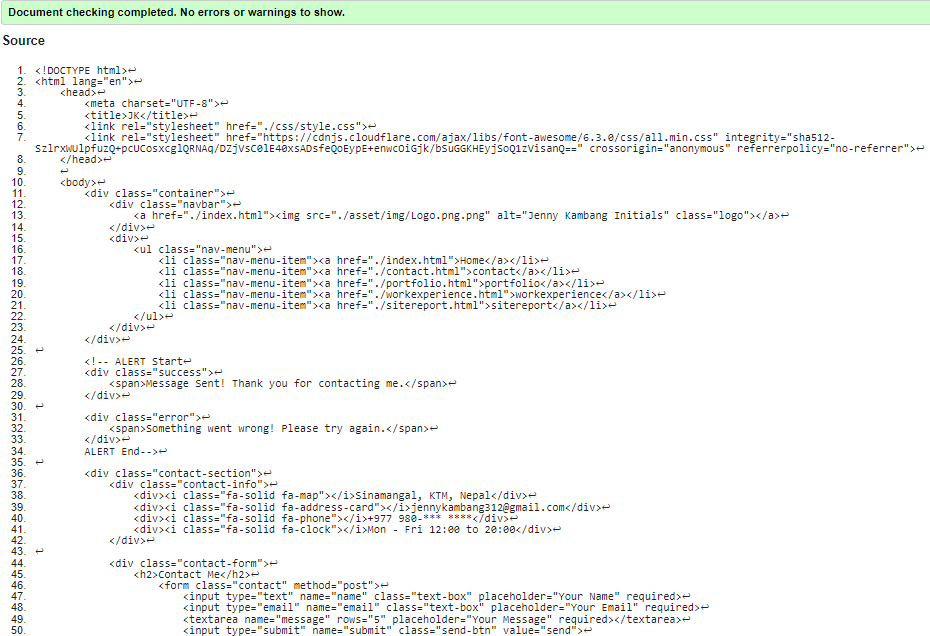 Document checking completed. No errors or warnings to show.
Source
1. <!DOCTYPE html>↩
2. <html lang="en">↩
3. <head>↩
4. <meta charset="UTF-8">↩
5. <title>JK</title>↩
6. <link rel="stylesheet" href="./css/style.css">↩
7. <link rel="stylesheet" href="https://cdnjs.cloudflare.com/ajax/libs/font-awesome/6.3.0/css/all.min.css" integrity="sha512-
SzlrxWUlpfuzQ+pcUCosxcglQRNAq/DZjVsC0lE40xsADsfeQoEypE+enwcOiGjk/bSuGGKHEyjSoQ1zVisanQ==" crossorigin="anonymous" referrerpolicy="no-referrer">↩
8. </head>↩
9. ↩
10. <body>↩
11. <div class="container">↩
12. <div class="navbar">↩
13. <a href="./index.html"><img src="./asset/img/Logo.png.png" alt="Jenny Kambang Initials" class="logo"></a>↩
14. </div>↩
15. <div>↩
16. <ul class="nav-menu">↩
17. <li class="nav-menu-item"><a href="./index.html">Home</a></li>↩
18. <li class="nav-menu-item"><a href="./contact.html">contact</a></li>↩
19. <li class="nav-menu-item"><a href="./portfolio.html">portfolio</a></li>↩
20. <li class="nav-menu-item"><a href="./workexperience.html">workexperience</a></li>↩
21. <li class="nav-menu-item"><a href="./sitereport.html">sitereport</a></li>↩
22. </ul>↩
23. </div>↩
24. </div>↩
25. ↩
26. <!-- ALERT Start↩
27. <div class="success">↩
28. <span>Message Sent! Thank you for contacting me.</span>↩
29. </div>↩
30. ↩
31. <div class="error">↩
32. <span>Something went wrong! Please try again.</span>↩
33. </div>↩
34. ALERT End-->↩
35. ↩
36. <div class="contact-section">↩
37. <div class="contact-info">↩
38. <div><i class="fa-solid fa-map"></i>Sinamangal, KTM, Nepal</div>↩
39. <div><i class="fa-solid fa-address-card"></i>jennykambang312@gmail.com</div>↩
40. <div><i class="fa-solid fa-phone"></i>+977 980-*** ****</div>↩
41. <div><i class="fa-solid fa-clock"></i>Mon - Fri 12:00 to 20:00</div>↩
42. </div>↩
43. ↩
44. <div class="contact-form">↩
45. <h2>Contact Me</h2>↩
46. <form class="contact" method="post">↩
47. <input type="text" name="name" class="text-box" placeholder="Your Name" required>↩
48. <input type="email" name="email" class="text-box" placeholder="Your Email" required>↩
49. <textarea name="message" rows="5" placeholder="Your Message" required></textarea>↩
50. <input type="submit" name="submit" class="send-btn" value="send">↩